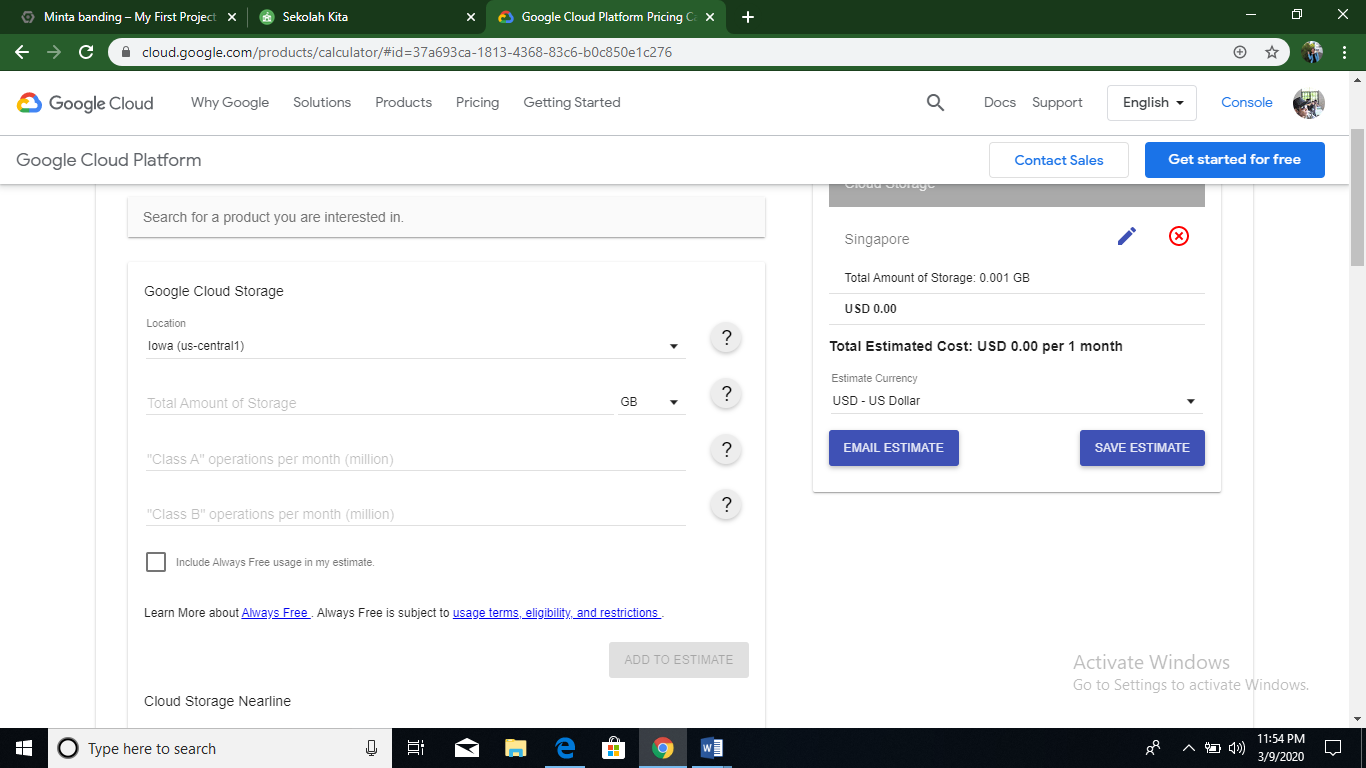 Minta banding – My First Project
Sekolah Kita
Google Cloud Platform Pricing Ca
cloud.google.com/products/calculator/#id=37a693ca-1813-4368-83c6-b0c850e1c276
Google Cloud
Why Google
Solutions
Products
Pricing
Getting Started
Docs
Support
English
Console
Google Cloud Platform
Contact Sales
Get started for free
Search for a product you are interested in.
Google Cloud Storage
Location
Iowa (us-central1)
?
Total Amount of Storage
GB
?
"Class A" operations per month (million)
?
"Class B" operations per month (million)
?
Include Always Free usage in my estimate.
Learn More about Always Free . Always Free is subject to usage terms, eligibility, and restrictions .
ADD TO ESTIMATE
Cloud Storage Nearline
Cloud Storage
Singapore
Total Amount of Storage: 0.001 GB
USD 0.00
Total Estimated Cost: USD 0.00 per 1 month
Estimate Currency
USD - US Dollar
EMAIL ESTIMATE
SAVE ESTIMATE
Activate Windows
Go to Settings to activate Windows.
Type here to search
11:54 PM
3/9/2020